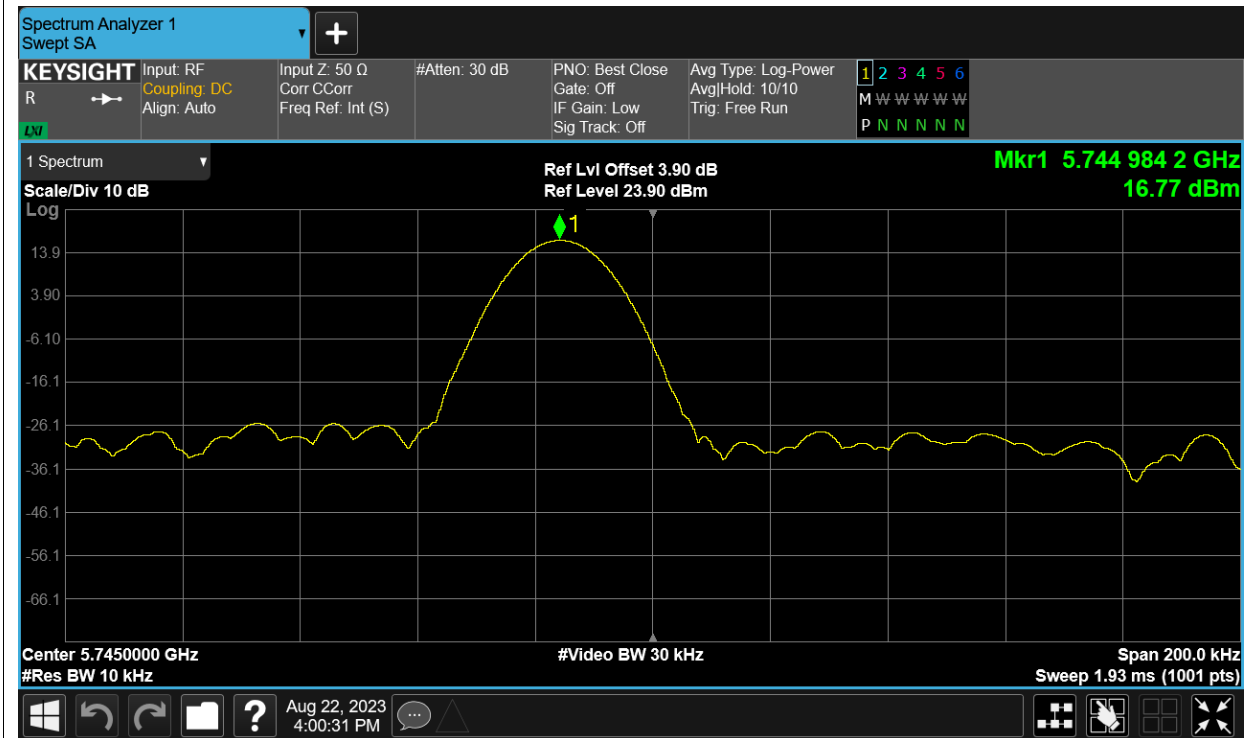 Spectrum Analyzer 1
Swept SA
KEYSIGHT
R
LXI
Input: RF
Coupling: DC
Align: Auto
Input Z: 50 Ω
Corr CCorr
Freq Ref: Int (S)
#Atten: 30 dB
PNO: Best Close
Gate: Off
IF Gain: Low
Sig Track: Off
Avg Type: Log-Power
Avg|Hold: 10/10
Trig: Free Run
1 2 3 4 5 6
M W W W W W
P N N N N N
1 Spectrum
Scale/Div 10 dB
Log
Ref Lvl Offset 3.90 dB
Ref Level 23.90 dBm
Mkr1 5.744 984 2 GHz
16.77 dBm
1
13.9
3.90
-6.10
-16.1
-26.1
-36.1
-46.1
-56.1
-66.1
Center 5.7450000 GHz
#Res BW 10 kHz
#Video BW 30 kHz
Span 200.0 kHz
Sweep 1.93 ms (1001 pts)
?
Aug 22, 2023
4:00:31 PM